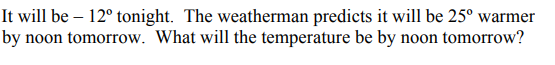 It will be – 12º tonight.  The weatherman predicts it will be 25º warmer
by noon tomorrow.  What will the temperature be by noon tomorrow?